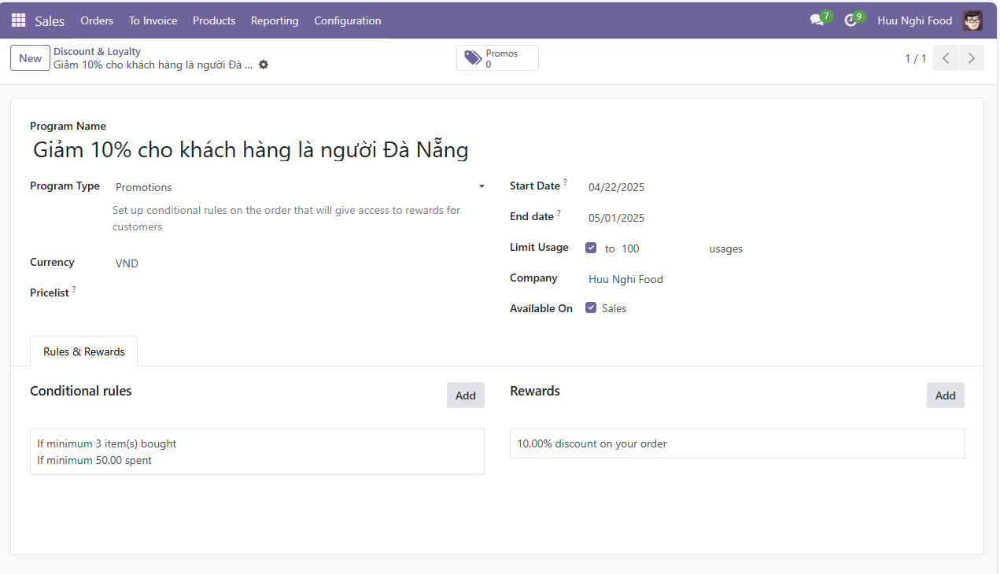 Sales Orders To Invoice Products Reporting Configuration 7 9 Huu Nghi Food
New Discount & Loyalty
Giảm 10% cho khách hàng là người Đà ...
Promos
0
1 / 1
Program Name
Giảm 10% cho khách hàng là người Đà Nẵng
Program Type Promotions
Set up conditional rules on the order that will give access to rewards for
customers
Currency VND
Pricelist ?
Start Date ? 04/22/2025
End date ? 05/01/2025
Limit Usage to 100 usages
Company Huu Nghi Food
Available On Sales
Rules & Rewards
Conditional rules Add
If minimum 3 item(s) bought
If minimum 50.00 spent
Rewards Add
10.00% discount on your order